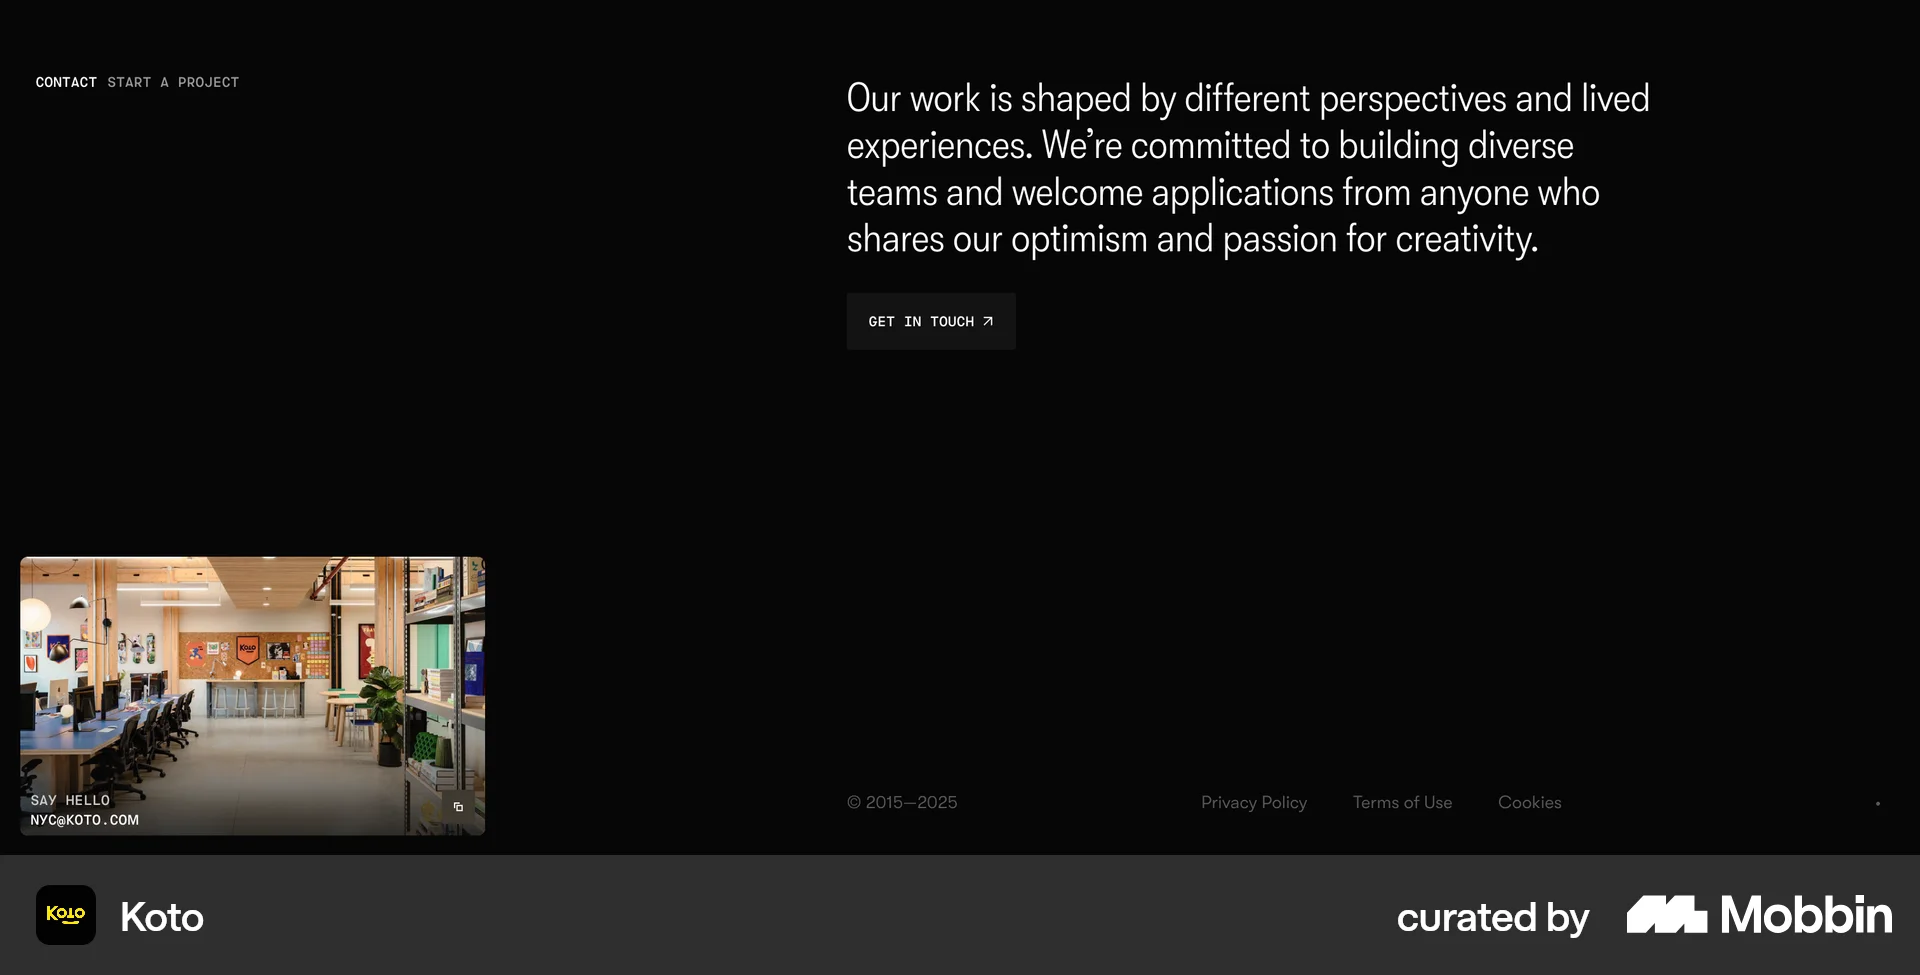 CONTACT START A PROJECT
Our work is shaped by different perspectives and lived
experiences. We’re committed to building diverse
teams and welcome applications from anyone who
shares our optimism and passion for creativity.
GET IN TOUCH ↗
KOTO
SAY HELLO
NYC@KOTO.COM
© 2015—2025
Privacy Policy
Terms of Use
Cookies
KOTO
Koto
curated by
Mobbin